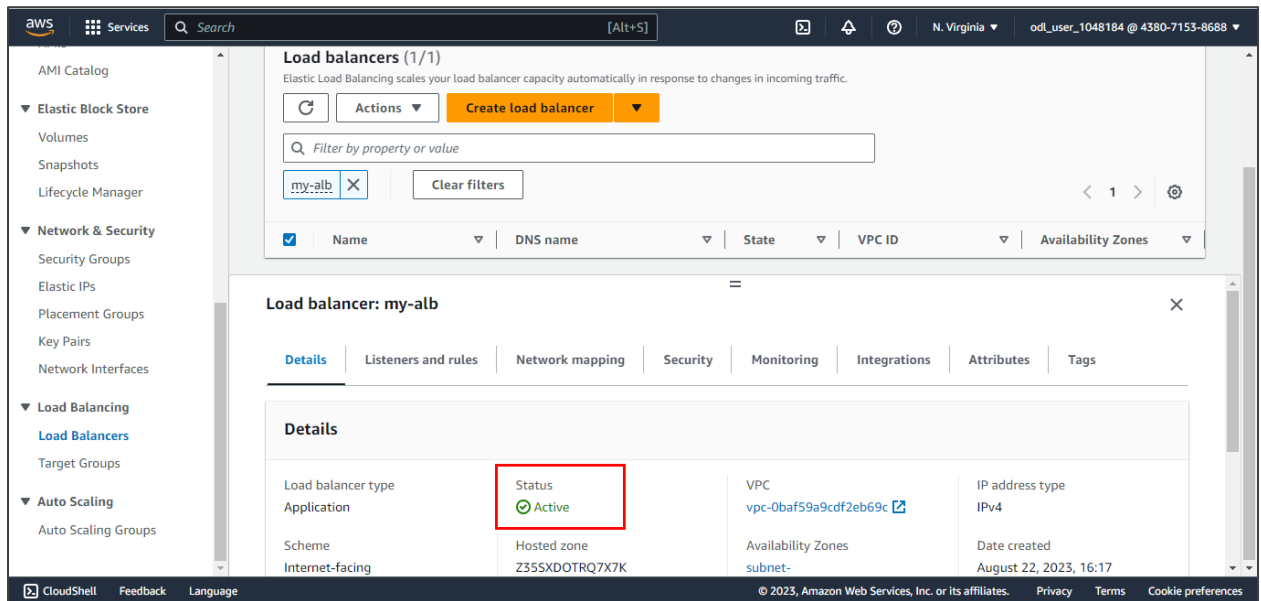 aws
Services
Search
[Alt+S]
N. Virginia
odl_user_1048184 @ 4380-7153-8688
AMI Catalog
Elastic Block Store
Volumes
Snapshots
Lifecycle Manager
Network & Security
Security Groups
Elastic IPs
Placement Groups
Key Pairs
Network Interfaces
Load Balancing
Load Balancers
Target Groups
Auto Scaling
Auto Scaling Groups
Load balancers (1/1)
Elastic Load Balancing scales your load balancer capacity automatically in response to changes in incoming traffic.
Actions
Create load balancer
Filter by property or value
my-alb
Clear filters
1
Name
DNS name
State
VPC ID
Availability Zones
Load balancer: my-alb
Details
Listeners and rules
Network mapping
Security
Monitoring
Integrations
Attributes
Tags
Details
Load balancer type
Application
Status
Active
VPC
vpc-0baf59a9cdf2eb69c
IP address type
IPv4
Scheme
Internet-facing
Hosted zone
Z35SXDOTRQ7X7K
Availability Zones
subnet-
Date created
August 22, 2023, 16:17
CloudShell
Feedback
Language
© 2023, Amazon Web Services, Inc. or its affiliates.
Privacy
Terms
Cookie preferences